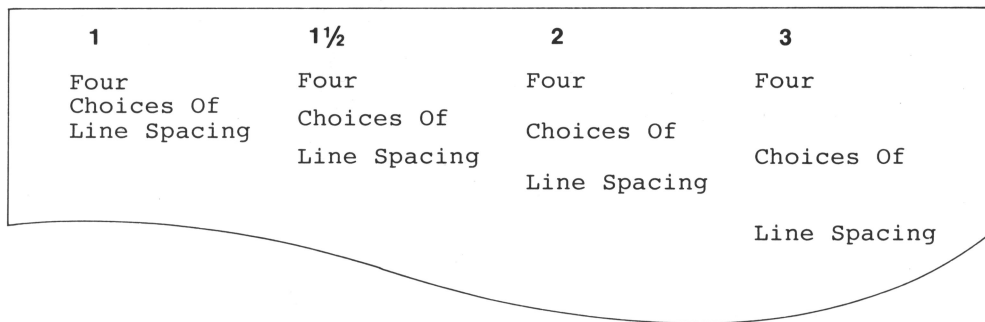 1
Four
Choices Of
Line Spacing
1½
Four
Choices Of
Line Spacing
2
Four
Choices Of
Line Spacing
3
Four
Choices Of
Line Spacing